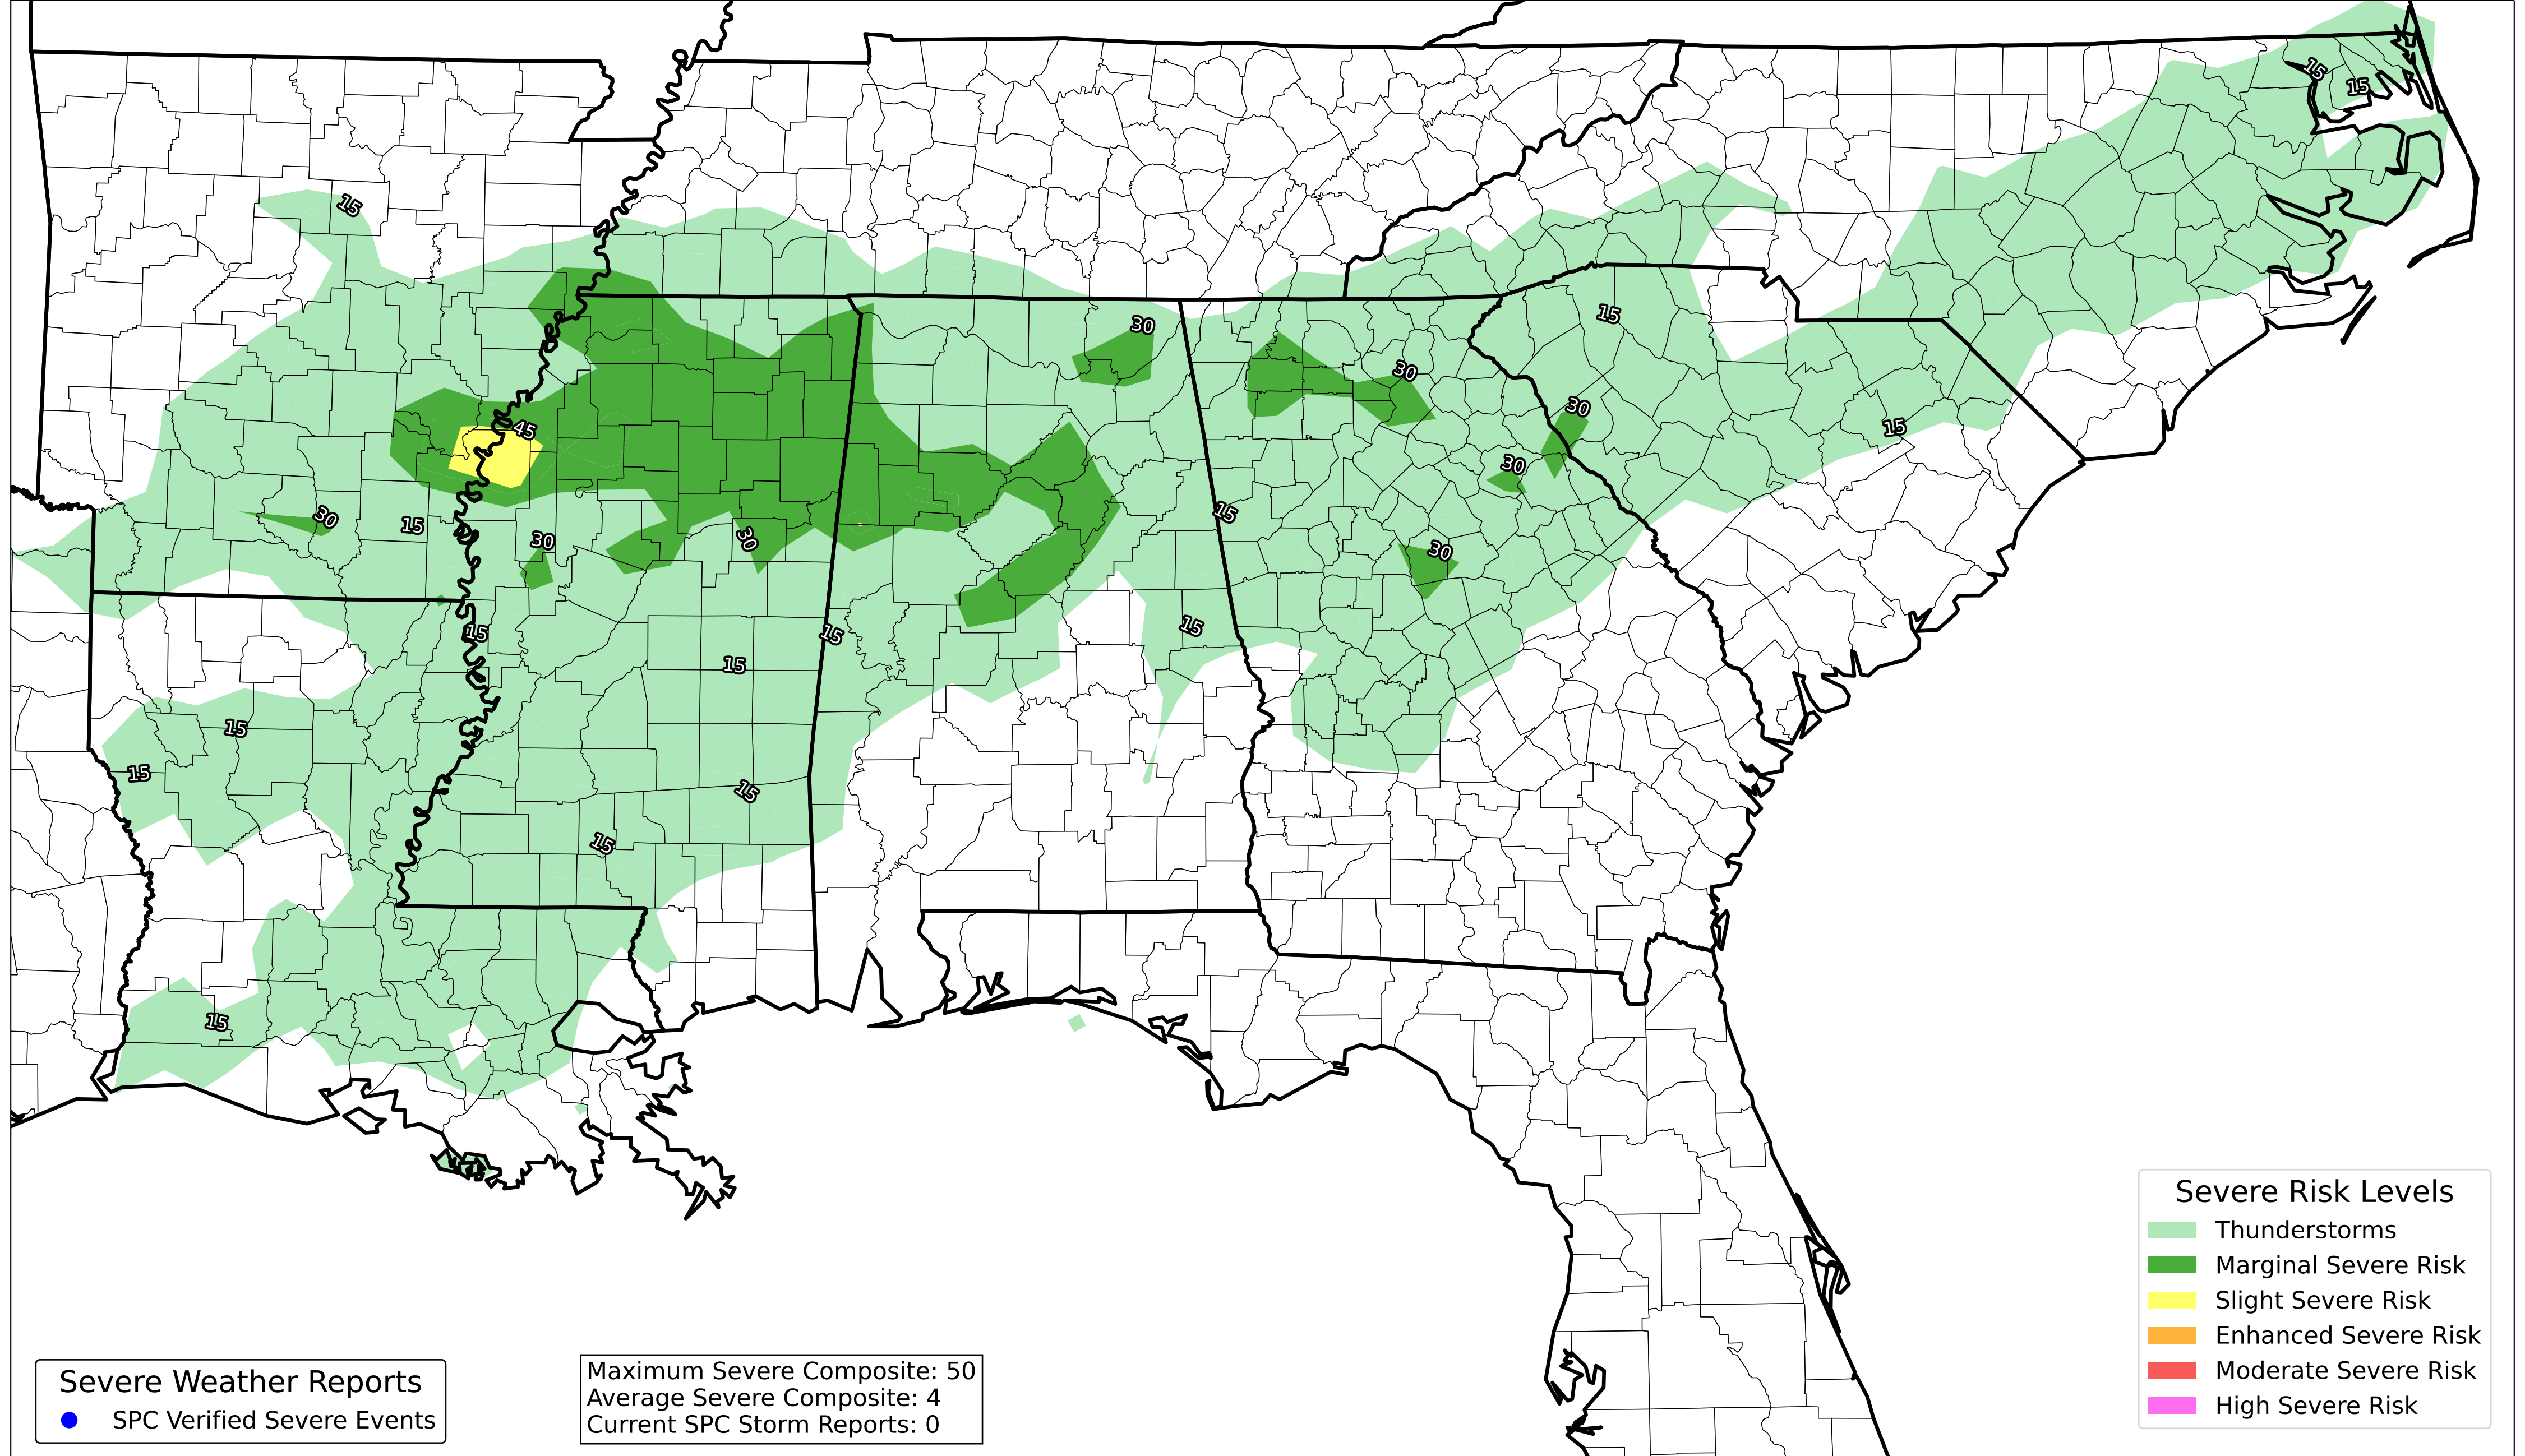 15
15
15
15
30
30
30
45
15
30
30
15
30
15
30
30
15
15
15
15
15
15
15
15
15
Severe Risk Levels
Thunderstorms
Marginal Severe Risk
Slight Severe Risk
Enhanced Severe Risk
Moderate Severe Risk
High Severe Risk
Severe Weather Reports
SPC Verified Severe Events
Maximum Severe Composite: 50
Average Severe Composite: 4
Current SPC Storm Reports: 0